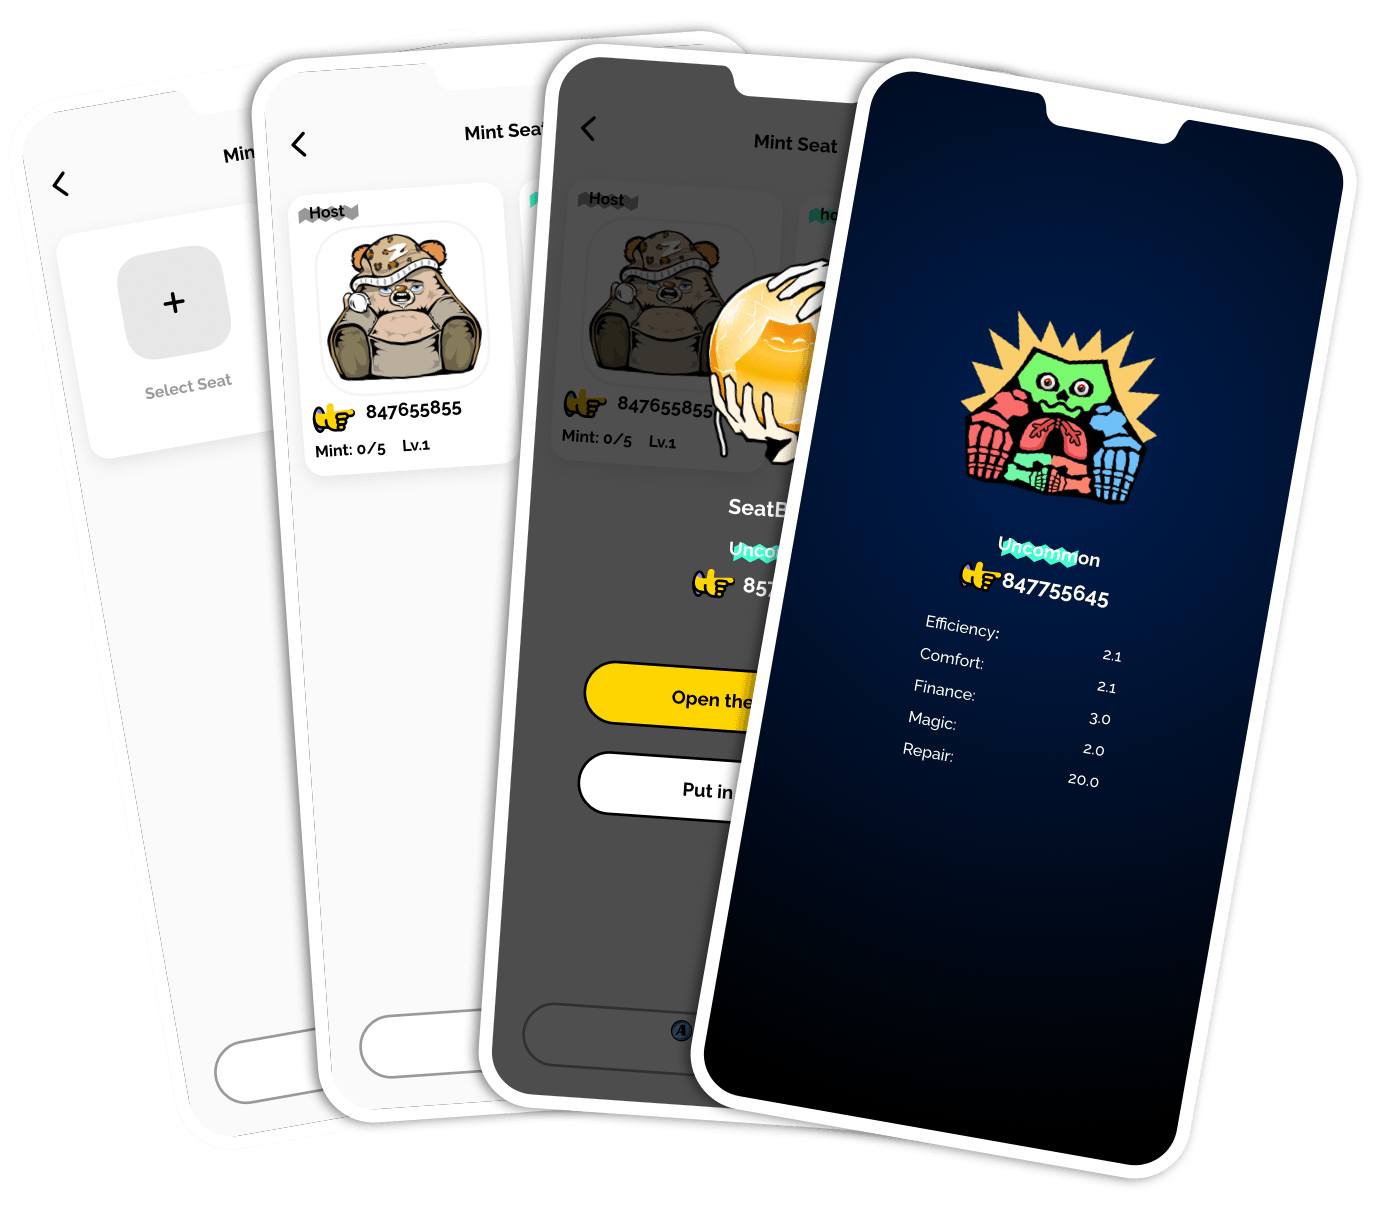 Min
Select Seat
Mint Seat
Host
847655855
Mint: 0/5 Lv.1
Mint Seat
Host
ho
847655855
Mint: 0/5 Lv.1
SeatB
Uncom
857
Open the
Put in
A
Uncommon
847755645
Efficiency: 2.1
Comfort: 2.1
Finance: 3.0
Magic: 2.0
Repair: 20.0